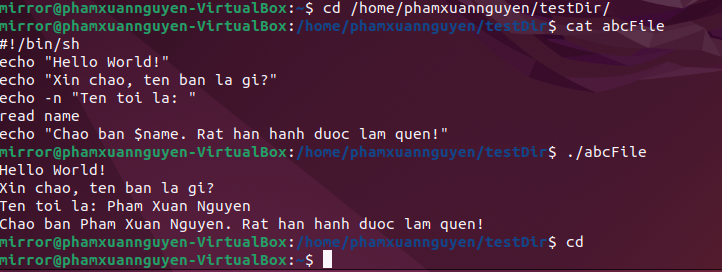 mirror@phamxuannguyen-VirtualBox:~$ cd /home/phamxuannguyen/testDir/
mirror@phamxuannguyen-VirtualBox:/home/phamxuannguyen/testDir$ cat abcFile
#!/bin/sh
echo "Hello World!"
echo "Xin chao, ten ban la gi?"
echo -n "Ten toi la: "
read name
echo "Chao ban $name. Rat han hanh duoc lam quen!"
mirror@phamxuannguyen-VirtualBox:/home/phamxuannguyen/testDir$ ./abcFile
Hello World!
Xin chao, ten ban la gi?
Ten toi la: Pham Xuan Nguyen
Chao ban Pham Xuan Nguyen. Rat han hanh duoc lam quen!
mirror@phamxuannguyen-VirtualBox:/home/phamxuannguyen/testDir$ cd
mirror@phamxuannguyen-VirtualBox:~$